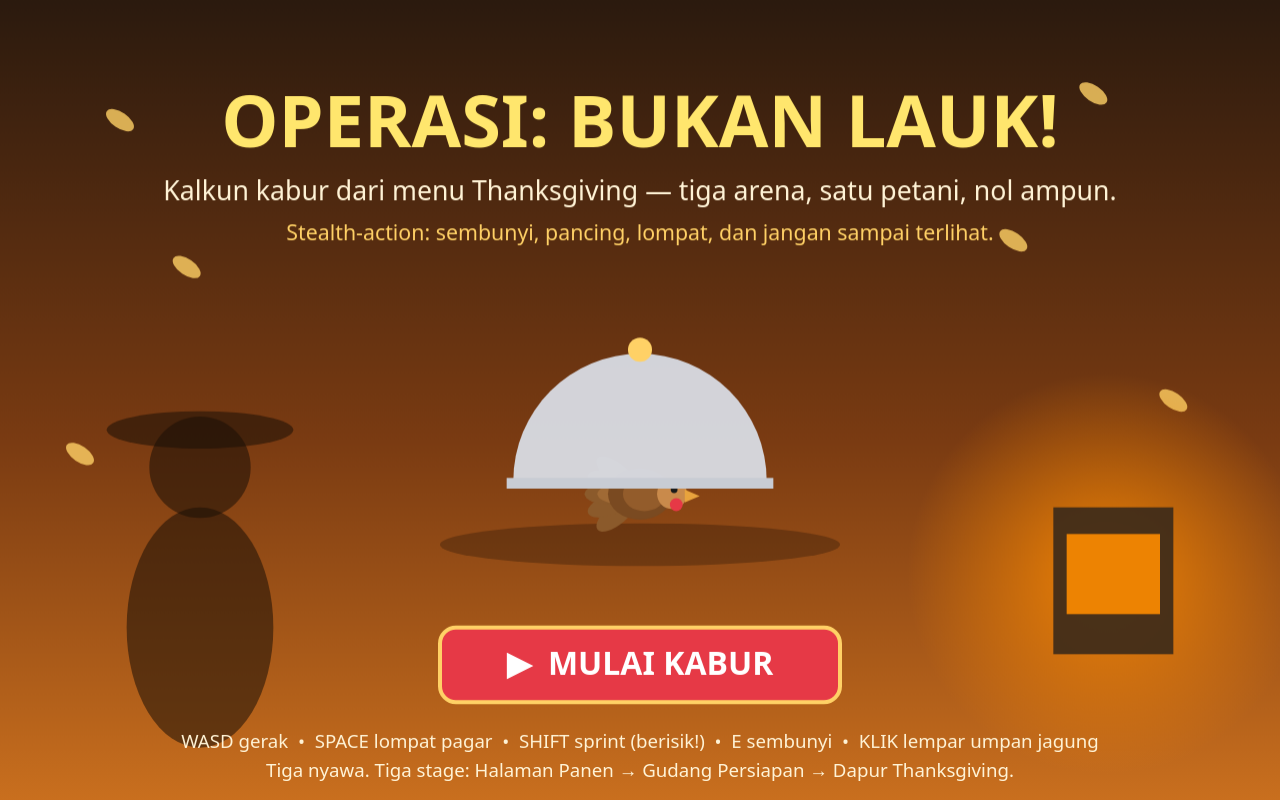 OPERASI: BUKAN LAUK!
Kalkun kabur dari menu Thanksgiving — tiga arena, satu petani, nol ampun.
Stealth-action: sembunyi, pancing, lompat, dan jangan sampai terlihat.
▶ MULAI KABUR
WASD gerak • SPACE lompat pagar • SHIFT sprint (berisik!) • E sembunyi • KLIK lempar umpan jagung
Tiga nyawa. Tiga stage: Halaman Panen → Gudang Persiapan → Dapur Thanksgiving.